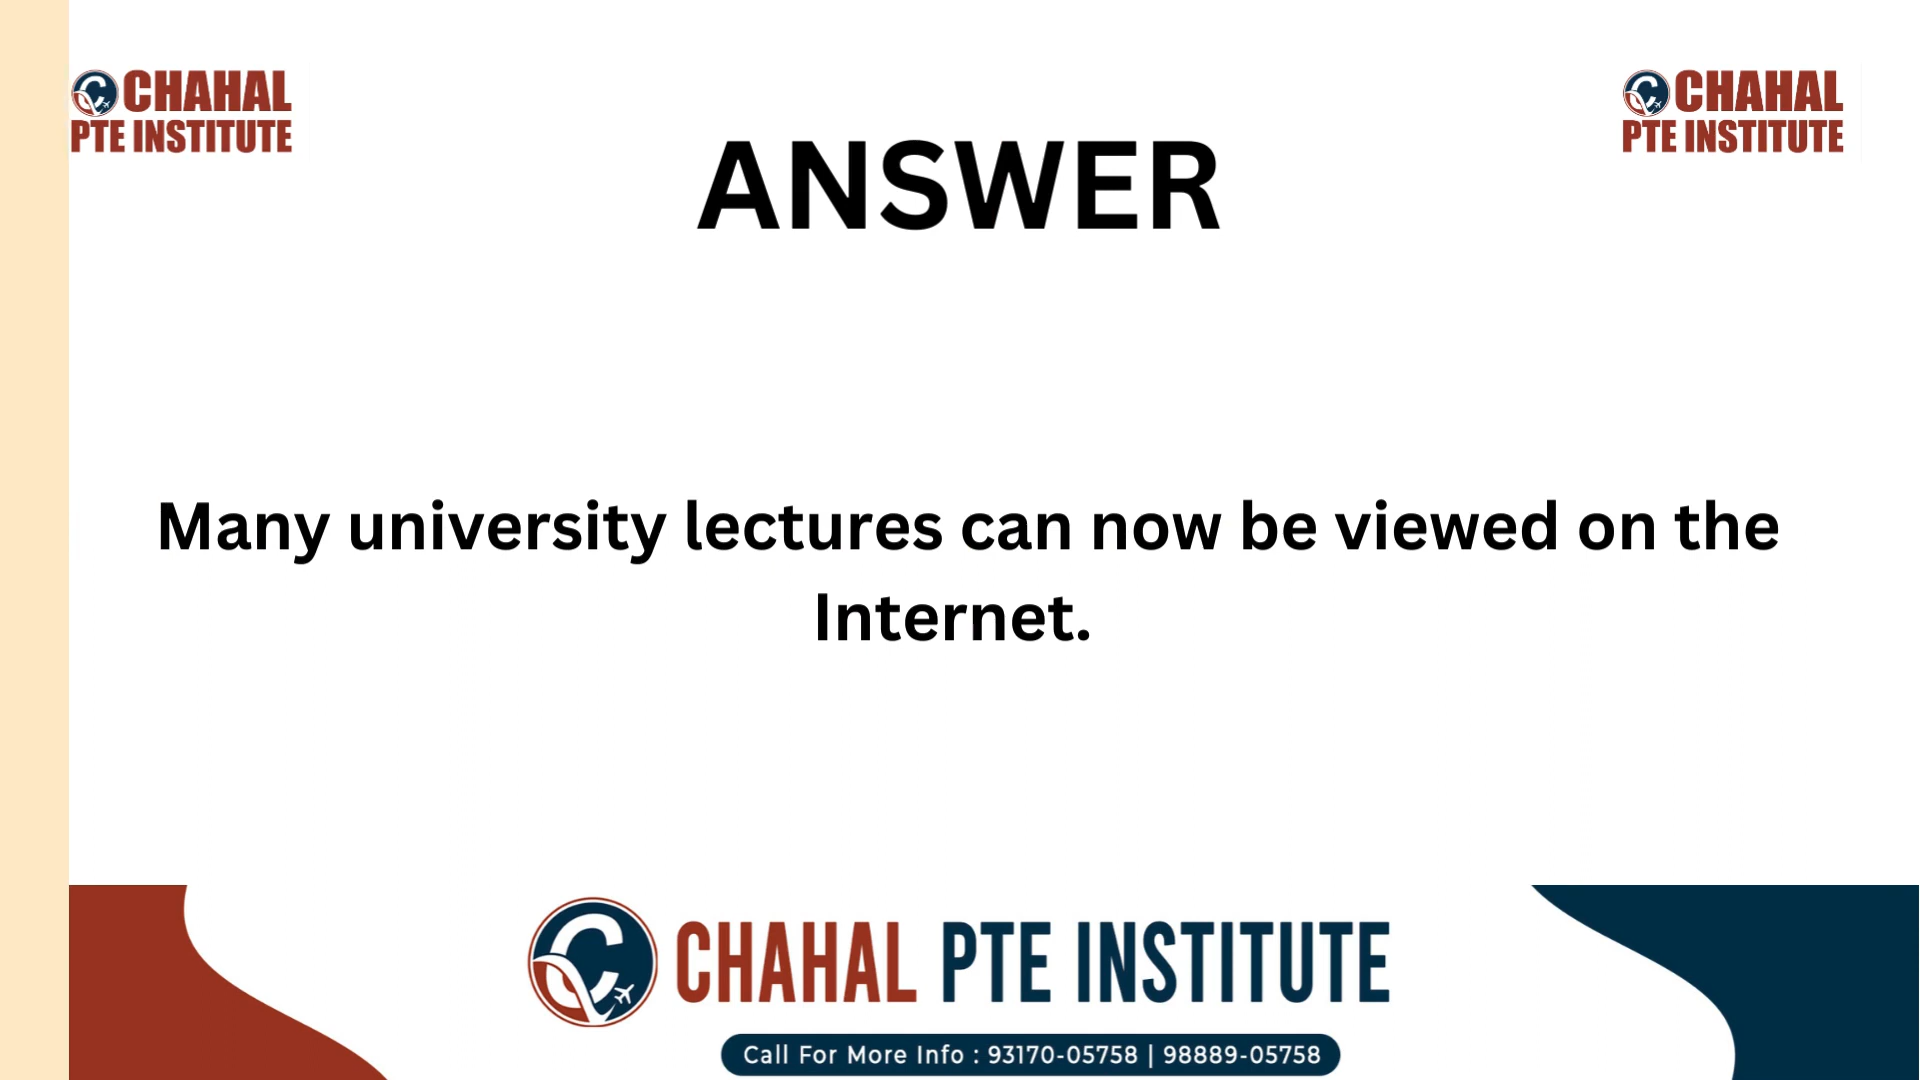 CHAHAL
PTE INSTITUTE
CHAHAL
PTE INSTITUTE
ANSWER
Many university lectures can now be viewed on the
Internet.
CHAHAL PTE INSTITUTE
Call For More Info : 93170-05758 | 98889-05758